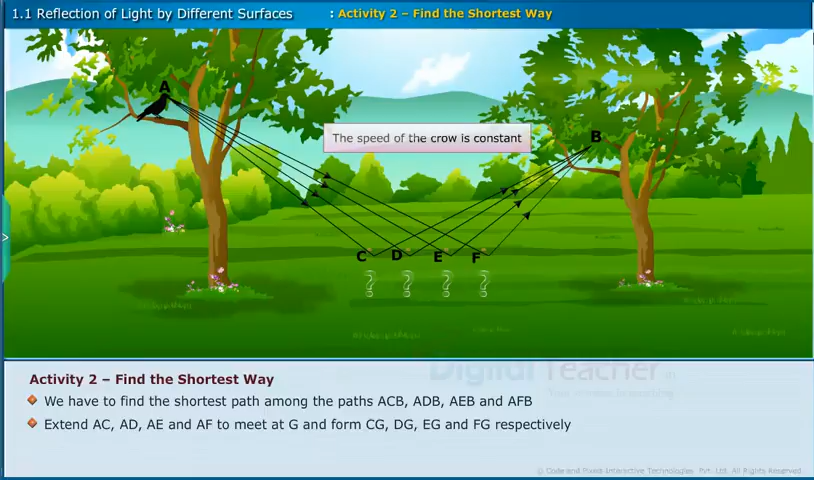 1.1 Reflection of Light by Different Surfaces : Activity 2 – Find the Shortest Way
A
The speed of the crow is constant
B
C D E F
? ? ? ?
Digital Teacher
Activity 2 – Find the Shortest Way
We have to find the shortest path among the paths ACB, ADB, AEB and AFB
Extend AC, AD, AE and AF to meet at G and form CG, DG, EG and FG respectively
© Code and Pixels Interactive Technologies Pvt. Ltd. All Rights Reserved